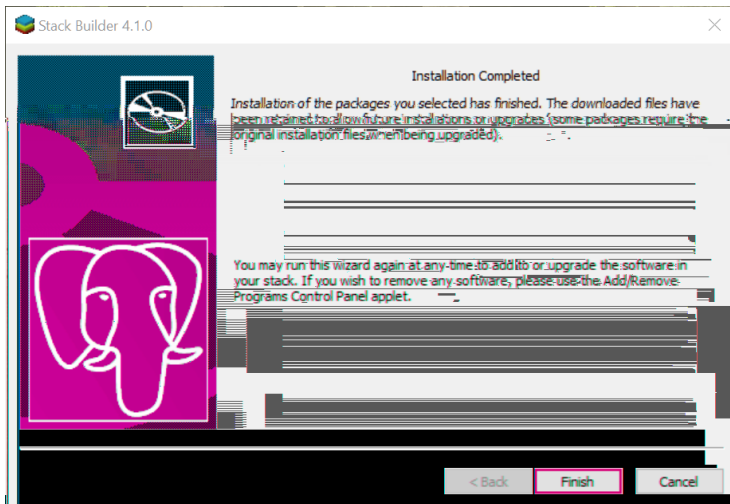 Stack Builder 4.1.0
Installation Completed
Installation of the packages you selected has finished. The downloaded files have
been retained to allow future installations or upgrades (some packages require the
original installation files when being upgraded).
You may run this wizard again at any time to add to or upgrade the software in
your stack. If you wish to remove any software, please use the Add/Remove
Programs Control Panel applet.
< Back
Finish
Cancel